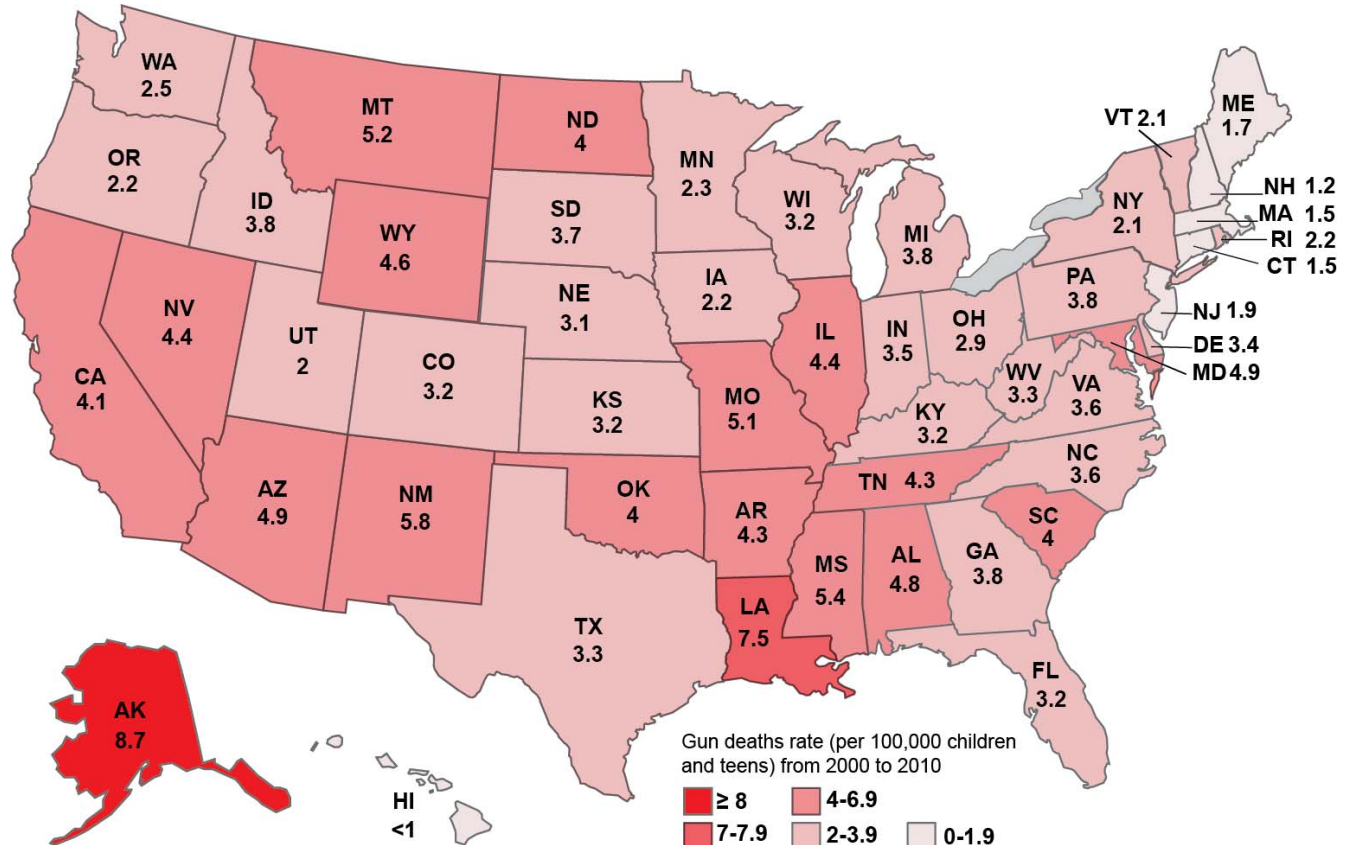 WA
2.5
MT
5.2
ND
4
MN
2.3
VT 2.1
ME
1.7
OR
2.2
ID
3.8
SD
3.7
WI
3.2
MI
3.8
NY
2.1
NH 1.2
MA 1.5
RI 2.2
CT 1.5
WY
4.6
NV
4.4
UT
2
CO
3.2
NE
3.1
IA
2.2
IL
4.4
IN
3.5
OH
2.9
PA
3.8
NJ 1.9
DE 3.4
MD 4.9
CA
4.1
KS
3.2
MO
5.1
KY
3.2
WV
3.3
VA
3.6
AZ
4.9
NM
5.8
OK
4
AR
4.3
TN 4.3
NC
3.6
SC
4
TX
3.3
LA
7.5
MS
5.4
AL
4.8
GA
3.8
FL
3.2
AK
8.7
HI
<1
Gun deaths rate (per 100,000 children
and teens) from 2000 to 2010
≥ 8 4-6.9
7-7.9 2-3.9 0-1.9